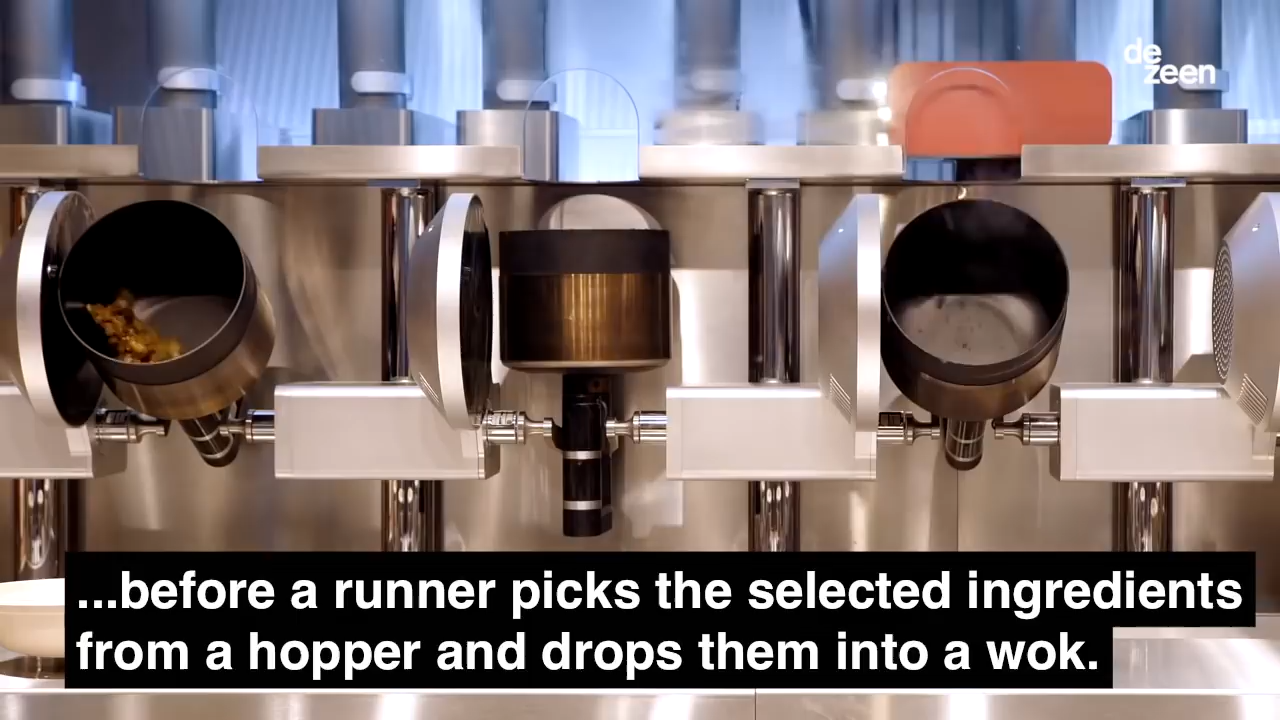 de
zeen
...before a runner picks the selected ingredients
from a hopper and drops them into a wok.